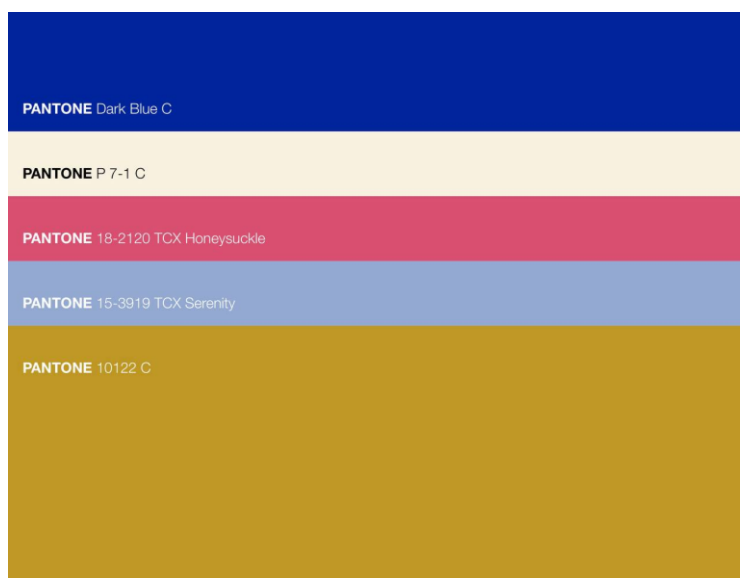 PANTONE Dark Blue C
PANTONE P 7-1 C
PANTONE 18-2120 TCX Honeysuckle
PANTONE 15-3919 TCX Serenity
PANTONE 10122 C